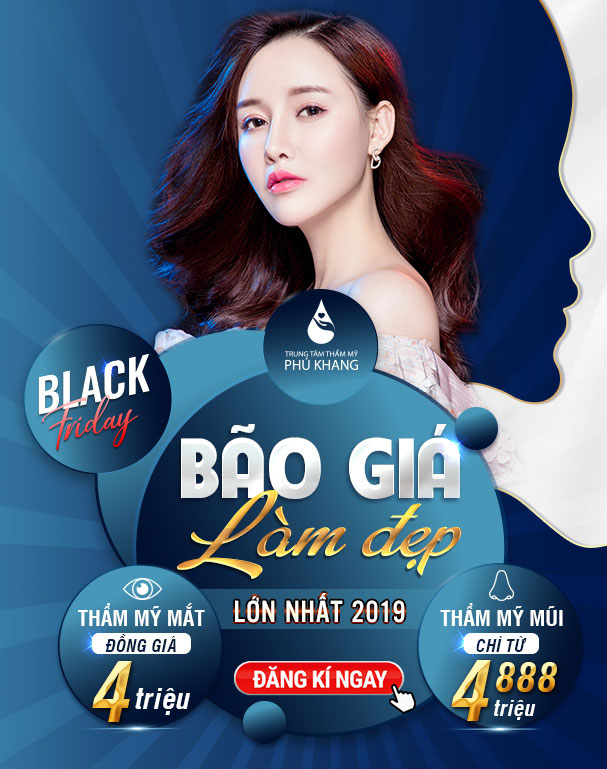 TRUNG TÂM THẨM MỸ
PHÚ KHANG
BLACK
Friday
BÃO GIÁ
Làm đẹp
LỚN NHẤT 2019
THẨM MỸ MẮT
ĐỒNG GIÁ
4 triệu
THẨM MỸ MŨI
CHỈ TỪ
4 888
triệu
ĐĂNG KÍ NGAY